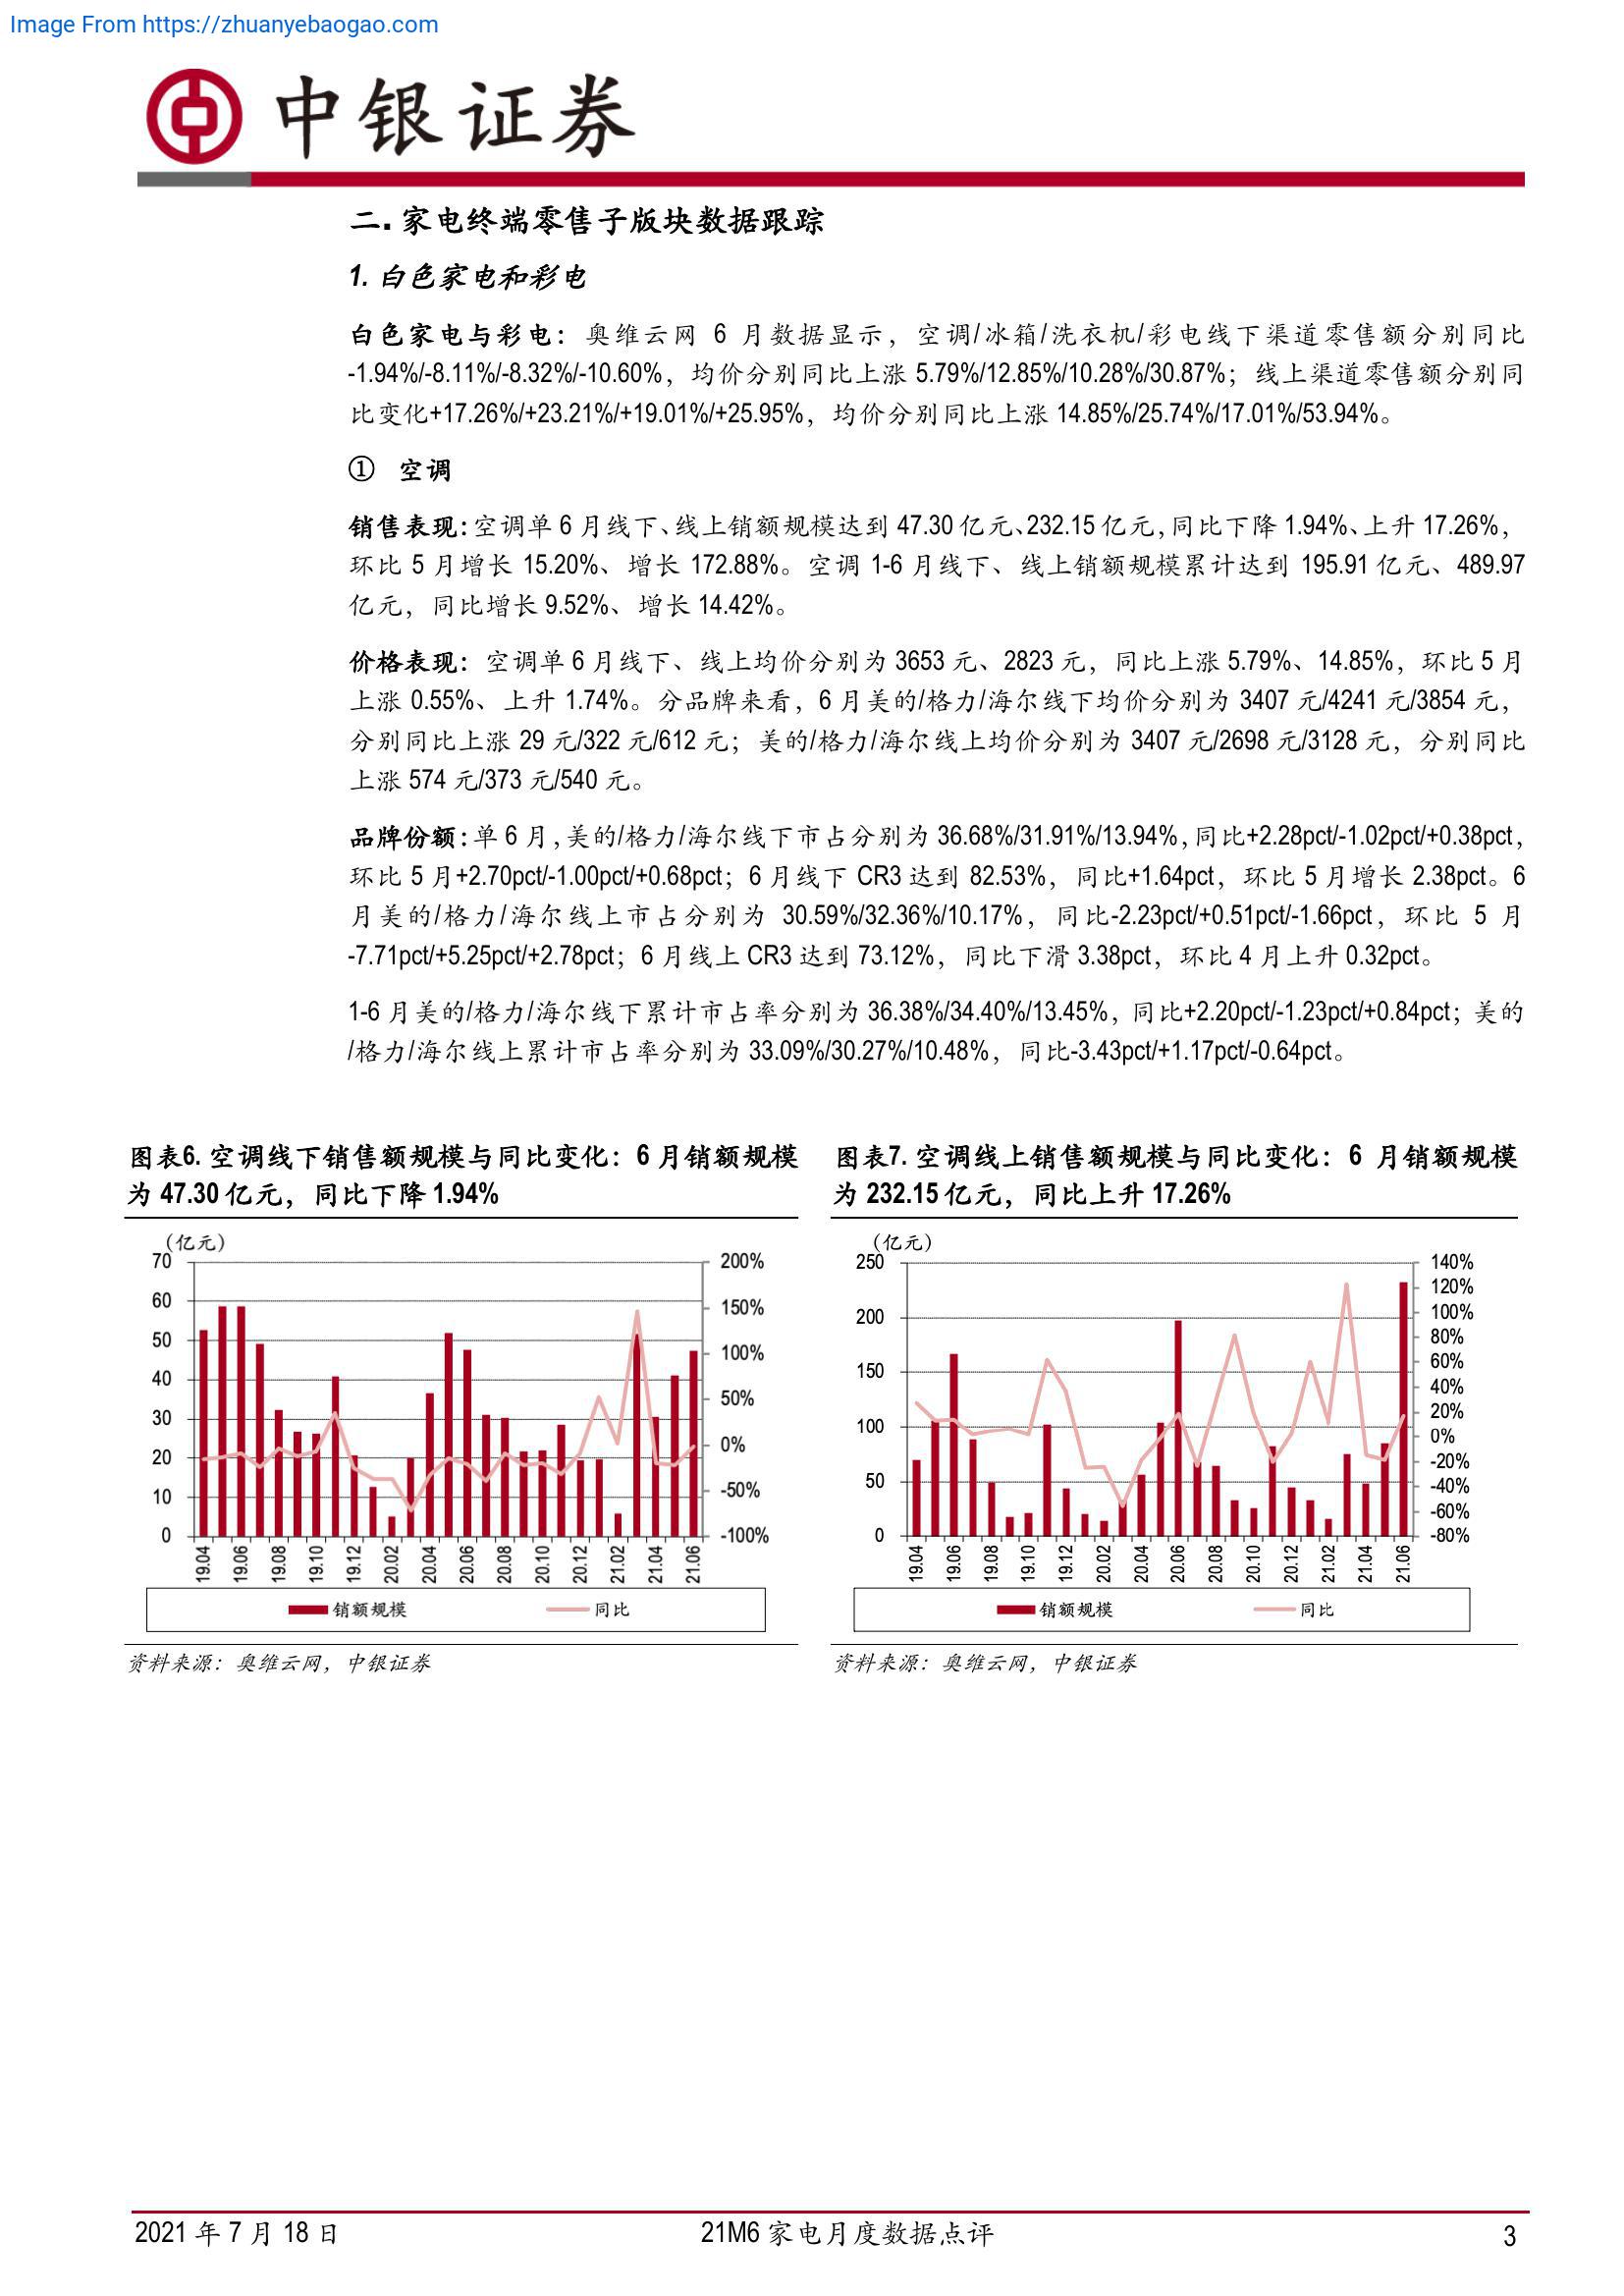 Image From https://zhuanyebaogao.com
中银证券
二. 家电终端零售子版块数据跟踪
1. 白色家电和彩电
白色家电与彩电：奥维云网 6 月数据显示，空调/冰箱/洗衣机/彩电线下渠道零售额分别同比
-1.94%/-8.11%/-8.32%/-10.60%，均价分别同比上涨 5.79%/12.85%/10.28%/30.87%；线上渠道零售额分别同
比变化+17.26%/+23.21%/+19.01%/+25.95%，均价分别同比上涨 14.85%/25.74%/17.01%/53.94%。
① 空调
销售表现：空调单 6 月线下、线上销额规模达到 47.30 亿元、232.15 亿元，同比下降 1.94%、上升 17.26%，
环比 5 月增长 15.20%、增长 172.88%。空调 1-6 月线下、线上销额规模累计达到 195.91 亿元、489.97
亿元，同比增长 9.52%、增长 14.42%。
价格表现：空调单 6 月线下、线上均价分别为 3653 元、2823 元，同比上涨 5.79%、14.85%，环比 5 月
上涨 0.55%、上升 1.74%。分品牌来看，6 月美的/格力/海尔线下均价分别为 3407 元/4241 元/3854 元，
分别同比上涨 29 元/322 元/612 元；美的/格力/海尔线上均价分别为 3407 元/2698 元/3128 元，分别同比
上涨 574 元/373 元/540 元。
品牌份额：单 6 月，美的/格力/海尔线下市占分别为 36.68%/31.91%/13.94%，同比+2.28pct/-1.02pct/+0.38pct，
环比 5 月+2.70pct/-1.00pct/+0.68pct；6 月线下 CR3 达到 82.53%，同比+1.64pct，环比 5 月增长 2.38pct。6
月美的/格力/海尔线上市占分别为 30.59%/32.36%/10.17%，同比-2.23pct/+0.51pct/-1.66pct，环比 5 月
-7.71pct/+5.25pct/+2.78pct；6 月线上 CR3 达到 73.12%，同比下滑 3.38pct，环比 4 月上升 0.32pct。
1-6 月美的/格力/海尔线下累计市占率分别为 36.38%/34.40%/13.45%，同比+2.20pct/-1.23pct/+0.84pct；美的
/格力/海尔线上累计市占率分别为 33.09%/30.27%/10.48%，同比-3.43pct/+1.17pct/-0.64pct。
图表6. 空调线下销售额规模与同比变化：6 月销额规模
为 47.30 亿元，同比下降 1.94%
（亿元）
70
60
50
40
30
20
10
0
200%
150%
100%
50%
0%
-50%
-100%
19.04 19.06 19.08 19.10 19.12 20.02 20.04 20.06 20.08 20.10 20.12 21.02 21.04 21.06
销额规模 同比
资料来源：奥维云网，中银证券
图表7. 空调线上销售额规模与同比变化：6 月销额规模
为 232.15 亿元，同比上升 17.26%
（亿元）
250
200
150
100
50
0
140%
120%
100%
80%
60%
40%
20%
0%
-20%
-40%
-60%
-80%
19.04 19.06 19.08 19.10 19.12 20.02 20.04 20.06 20.08 20.10 20.12 21.02 21.04 21.06
销额规模 同比
资料来源：奥维云网，中银证券
2021 年 7 月 18 日 21M6 家电月度数据点评 3